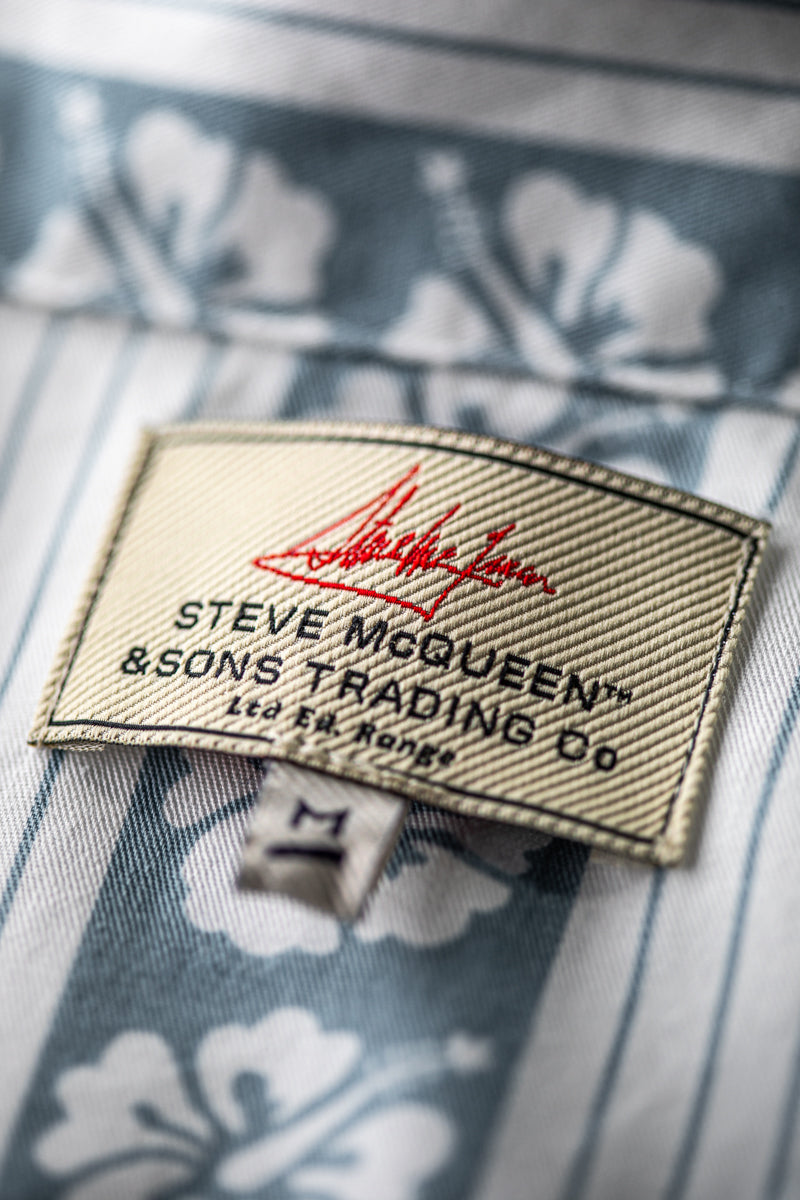 STEVE McQUEEN™
&SONS TRADING Co
Ltd Ed. Range
M